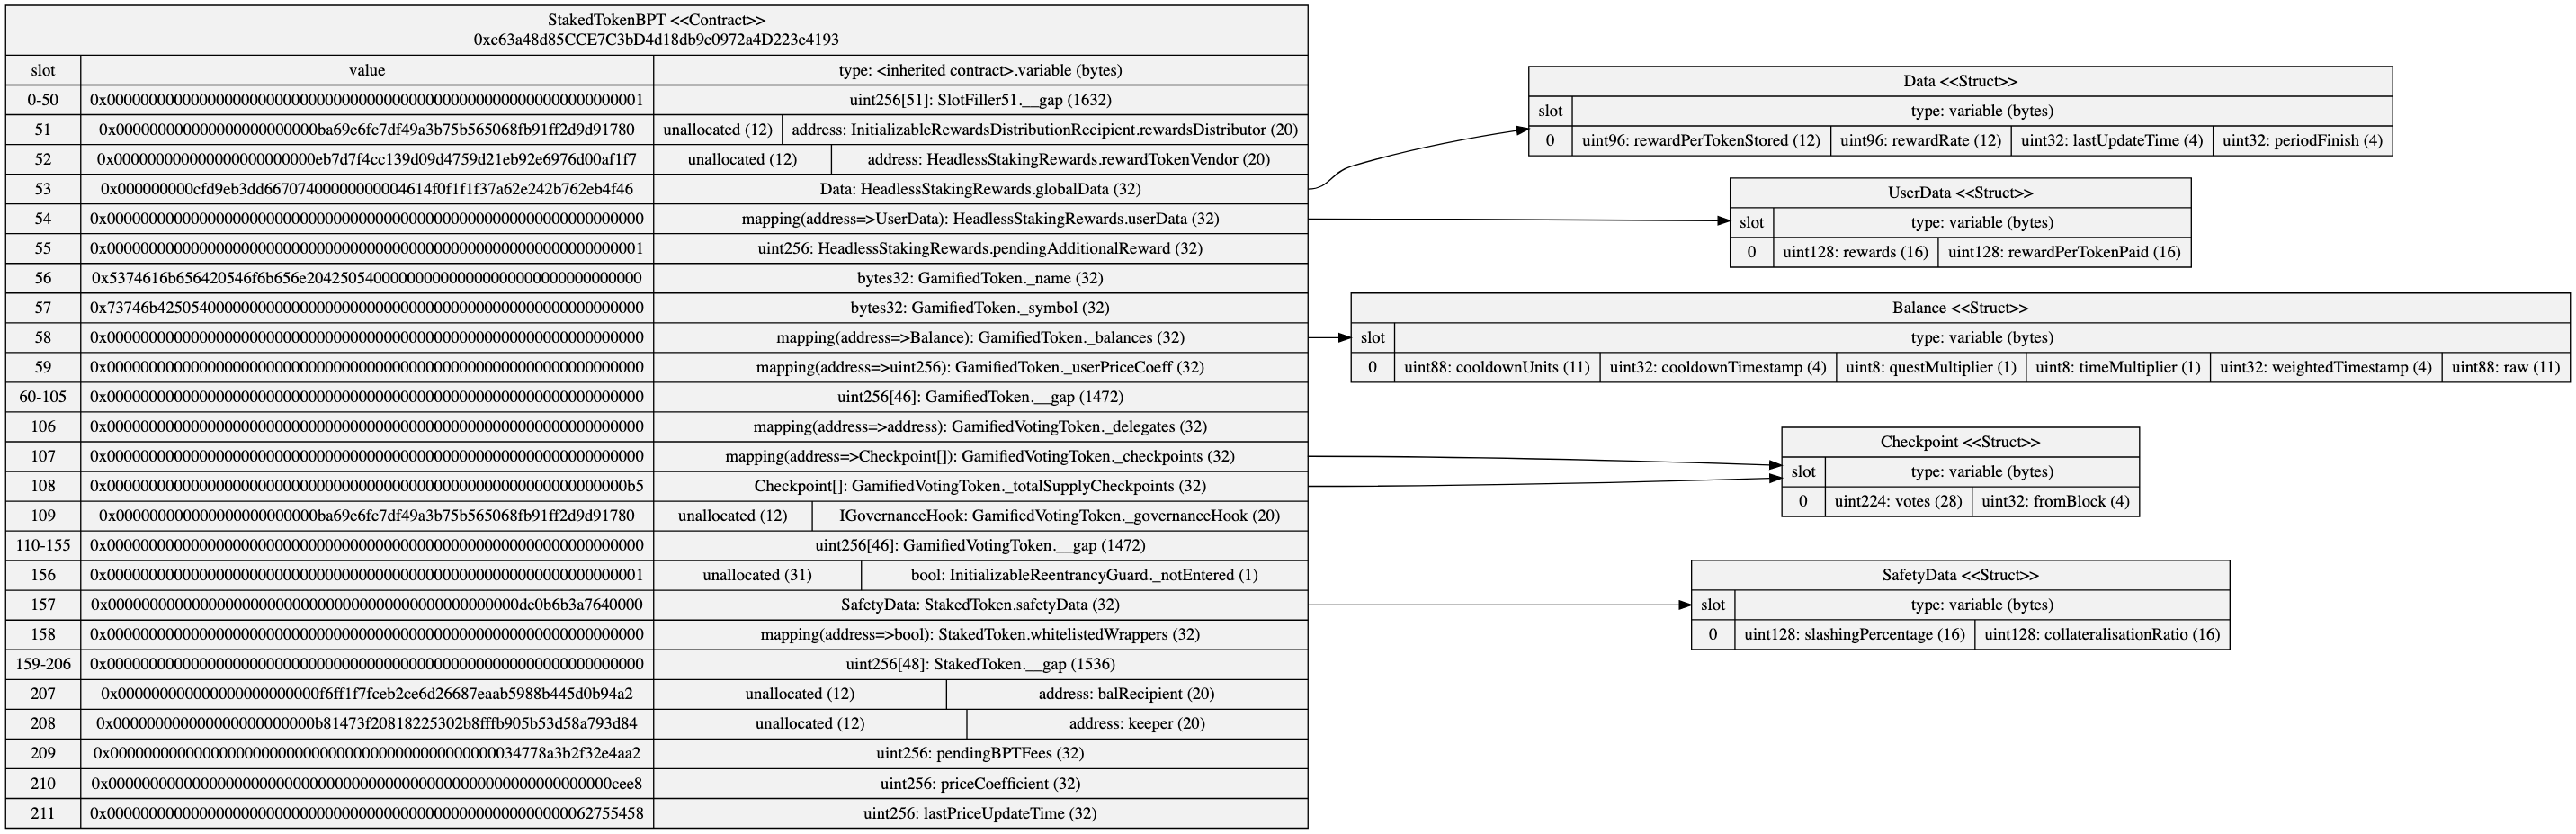 StakedTokenBPT <<Contract>>
0xc63a48d85CCE7C3bD4d18db9c0972a4D223e4193
slot value type: <inherited contract>.variable (bytes)
0-50 0x0000000000000000000000000000000000000000000000000000000000000001 uint256[51]: SlotFiller51.__gap (1632)
51 0x000000000000000000000000ba69e6fc7df49a3b75b565068fb91ff2d9d91780 unallocated (12) address: InitializableRewardsDistributionRecipient.rewardsDistributor (20)
52 0x000000000000000000000000eb7d7f4cc139d09d4759d21eb92e6976d00af1f7 unallocated (12) address: HeadlessStakingRewards.rewardTokenVendor (20)
53 0x000000000cfd9eb3dd66707400000000004614f0f1f1f37a62e242b762eb4f46 Data: HeadlessStakingRewards.globalData (32)
54 0x0000000000000000000000000000000000000000000000000000000000000000 mapping(address=>UserData): HeadlessStakingRewards.userData (32)
55 0x0000000000000000000000000000000000000000000000000000000000000001 uint256: HeadlessStakingRewards.pendingAdditionalReward (32)
56 0x5374616b656420546f6b656e2042505400000000000000000000000000000000 bytes32: GamifiedToken._name (32)
57 0x73746b4250540000000000000000000000000000000000000000000000000000 bytes32: GamifiedToken._symbol (32)
58 0x0000000000000000000000000000000000000000000000000000000000000000 mapping(address=>Balance): GamifiedToken._balances (32)
59 0x0000000000000000000000000000000000000000000000000000000000000000 mapping(address=>uint256): GamifiedToken._userPriceCoeff (32)
60-105 0x0000000000000000000000000000000000000000000000000000000000000000 uint256[46]: GamifiedToken.__gap (1472)
106 0x0000000000000000000000000000000000000000000000000000000000000000 mapping(address=>address): GamifiedVotingToken._delegates (32)
107 0x0000000000000000000000000000000000000000000000000000000000000000 mapping(address=>Checkpoint[]): GamifiedVotingToken._checkpoints (32)
108 0x00000000000000000000000000000000000000000000000000000000000000b5 Checkpoint[]: GamifiedVotingToken._totalSupplyCheckpoints (32)
109 0x000000000000000000000000ba69e6fc7df49a3b75b565068fb91ff2d9d91780 unallocated (12) IGovernanceHook: GamifiedVotingToken._governanceHook (20)
110-155 0x0000000000000000000000000000000000000000000000000000000000000000 uint256[46]: GamifiedVotingToken.__gap (1472)
156 0x0000000000000000000000000000000000000000000000000000000000000001 unallocated (31) bool: InitializableReentrancyGuard._notEntered (1)
157 0x0000000000000000000000000000000000000000000000000de0b6b3a7640000 SafetyData: StakedToken.safetyData (32)
158 0x0000000000000000000000000000000000000000000000000000000000000000 mapping(address=>bool): StakedToken.whitelistedWrappers (32)
159-206 0x0000000000000000000000000000000000000000000000000000000000000000 uint256[48]: StakedToken.__gap (1536)
207 0x000000000000000000000000f6ff1f7fceb2ce6d26687eaab5988b445d0b94a2 unallocated (12) address: balRecipient (20)
208 0x000000000000000000000000b81473f20818225302b8fffb905b53d58a793d84 unallocated (12) address: keeper (20)
209 0x0000000000000000000000000000000000000000000000034778a3b2f32e4aa2 uint256: pendingBPTFees (32)
210 0x000000000000000000000000000000000000000000000000000000000000cee8 uint256: priceCoefficient (32)
211 0x0000000000000000000000000000000000000000000000000000000062755458 uint256: lastPriceUpdateTime (32)
Data <<Struct>>
slot type: variable (bytes)
0 uint96: rewardPerTokenStored (12) uint96: rewardRate (12) uint32: lastUpdateTime (4) uint32: periodFinish (4)
UserData <<Struct>>
slot type: variable (bytes)
0 uint128: rewards (16) uint128: rewardPerTokenPaid (16)
Balance <<Struct>>
slot type: variable (bytes)
0 uint88: cooldownUnits (11) uint32: cooldownTimestamp (4) uint8: questMultiplier (1) uint8: timeMultiplier (1) uint32: weightedTimestamp (4) uint88: raw (11)
Checkpoint <<Struct>>
slot type: variable (bytes)
0 uint224: votes (28) uint32: fromBlock (4)
SafetyData <<Struct>>
slot type: variable (bytes)
0 uint128: slashingPercentage (16) uint128: collateralisationRatio (16)